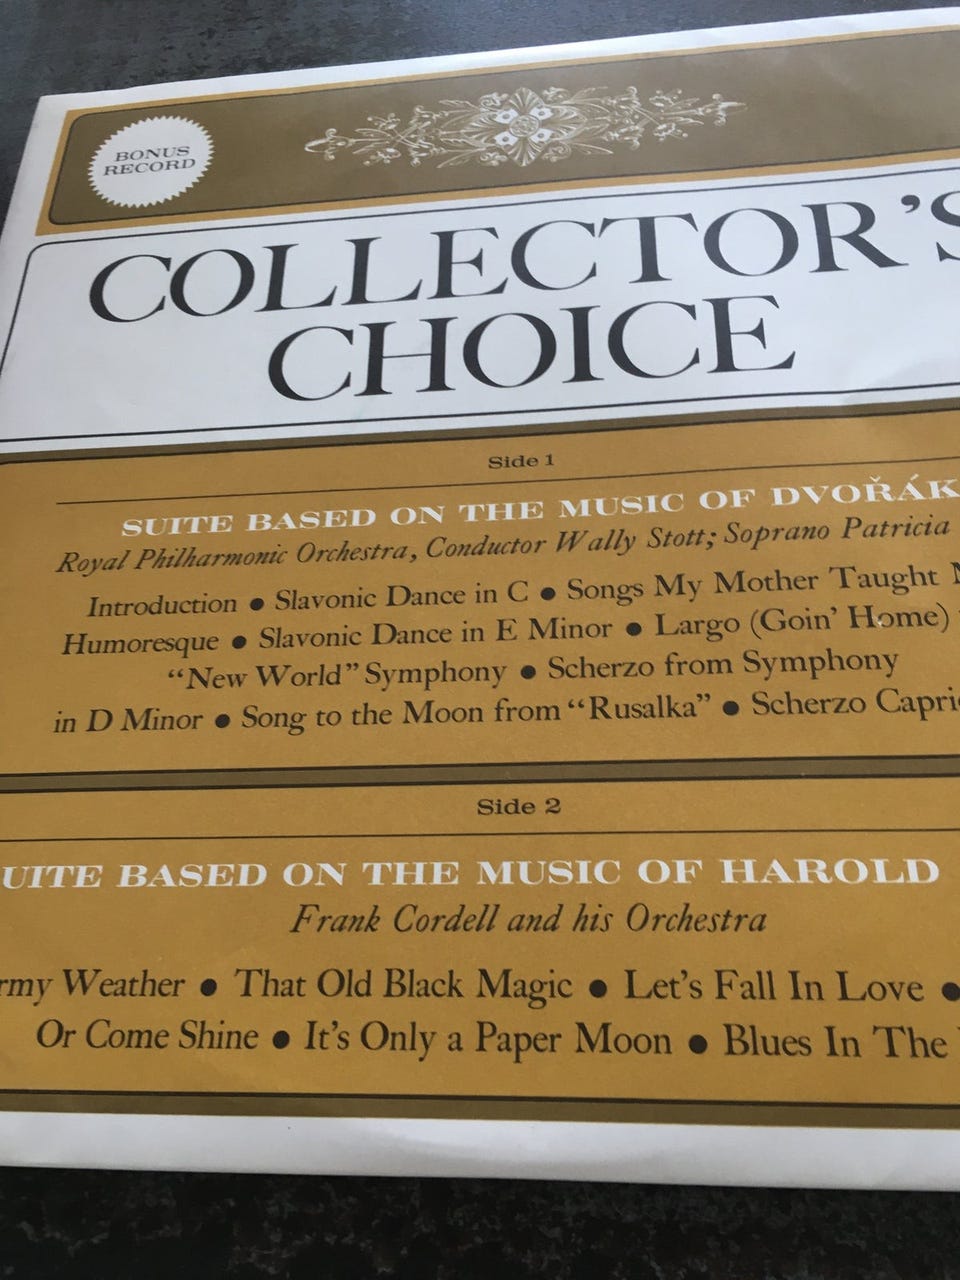 BONUS
RECORD
COLLECTOR'S
CHOICE
Side 1
SUITE BASED ON THE MUSIC OF DVOŘÁK
Royal Philharmonic Orchestra, Conductor Wally Stott; Soprano Patricia
Introduction • Slavonic Dance in C • Songs My Mother Taught
Humoresque • Slavonic Dance in E Minor • Largo (Goin' Home)
“New World” Symphony • Scherzo from Symphony
in D Minor • Song to the Moon from “Rusalka” • Scherzo
Side 2
BASED ON THE MUSIC OF HAROLD
Frank Cordell and his Orchestra
Weather • That Old Black Magic • Let's Fall In Love •
Or Come Shine • It's Only a Paper Moon • Blues In The